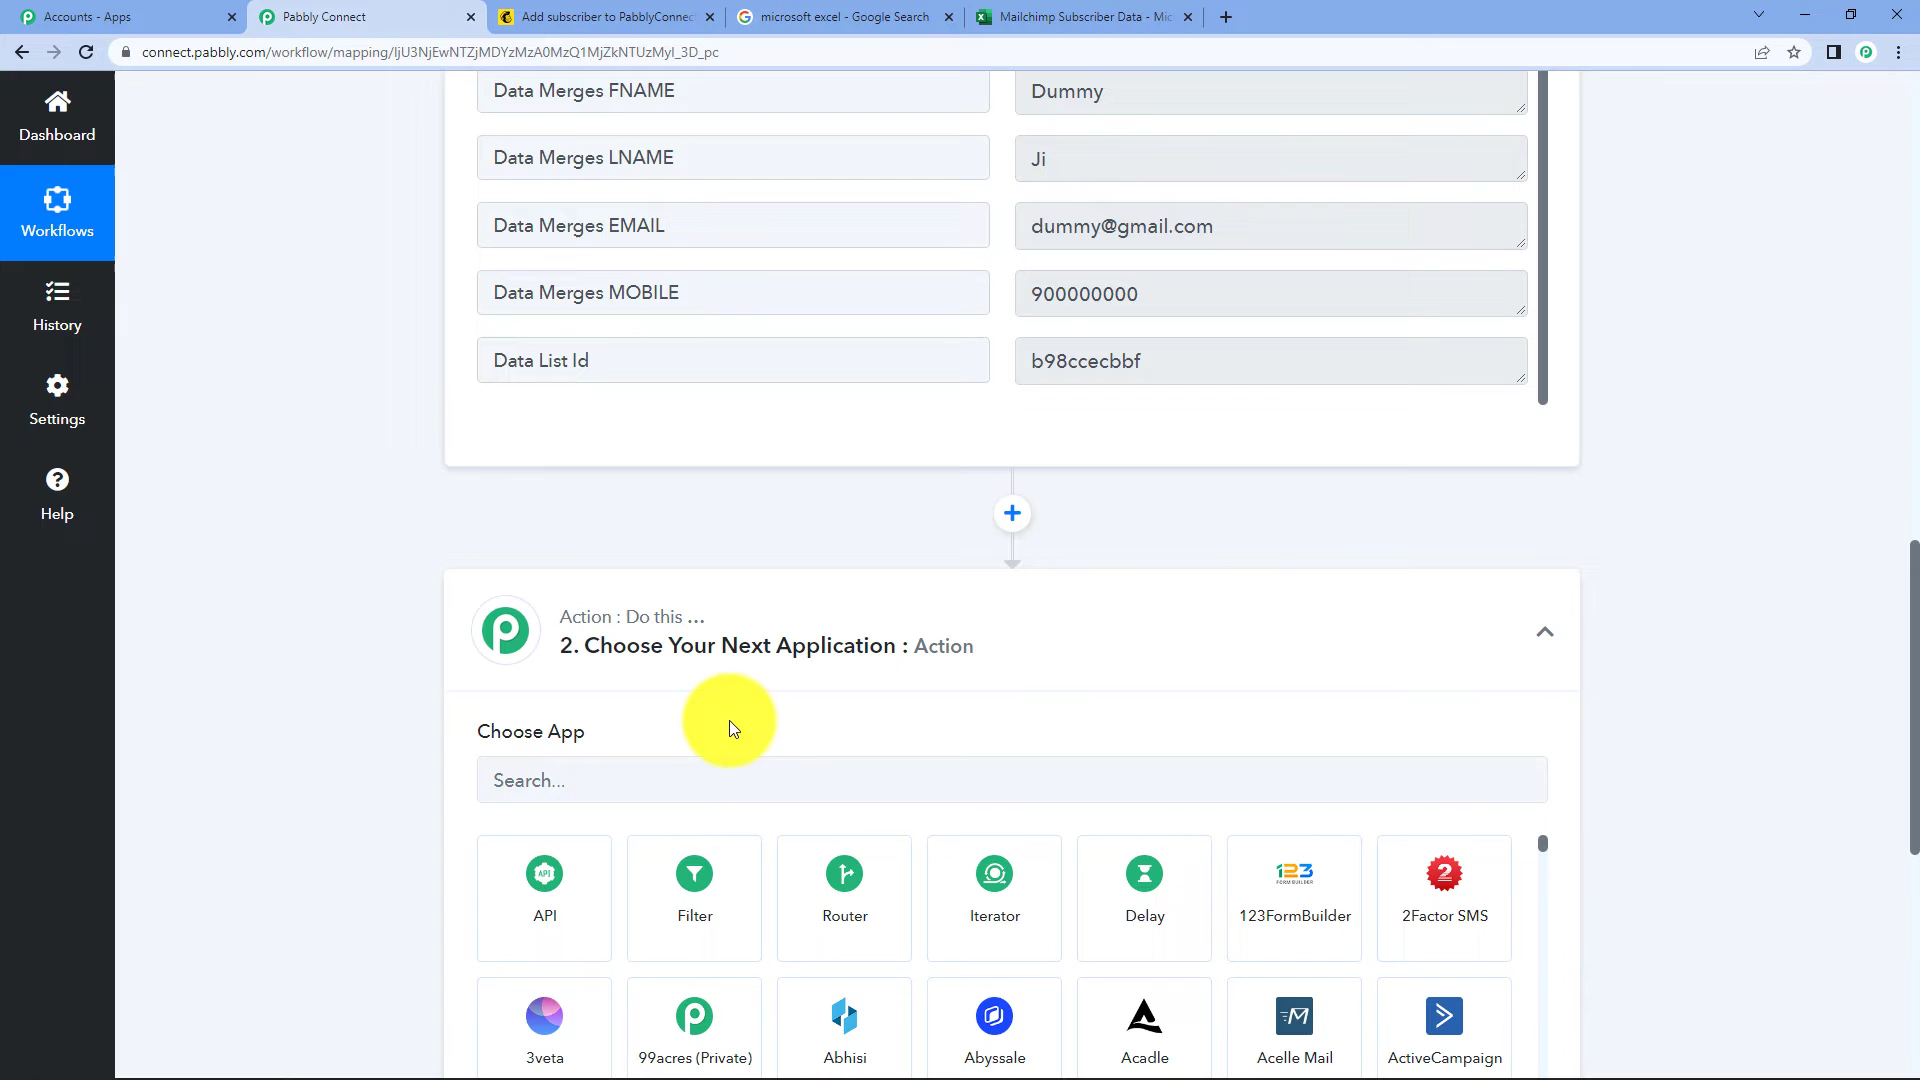 Accounts - Apps
Pabbly Connect
Add subscriber to PabblyConnec
microsoft excel - Google Search
Mailchimp Subscriber Data - Mic
connect.pabbly.com/workflow/mapping/IjU3NjEwNTZjMDYzMzA0MzQ1MjZkNTUzMyI_3D_pc
Dashboard
Workflows
History
Settings
Help
Data Merges FNAME
Dummy
Data Merges LNAME
Ji
Data Merges EMAIL
dummy@gmail.com
Data Merges MOBILE
900000000
Data List Id
b98ccecbbf
Action : Do this ...
2. Choose Your Next Application : Action
Choose App
Search...
API
Filter
Router
Iterator
Delay
123FormBuilder
2Factor SMS
3veta
99acres (Private)
Abhisi
Abyssale
Acadle
Acelle Mail
ActiveCampaign